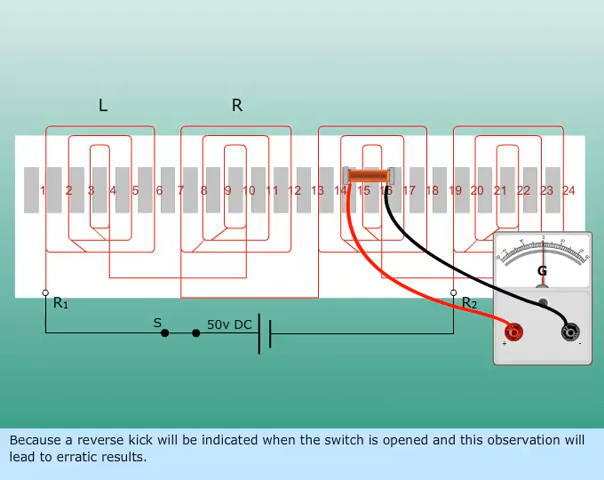 L R
1 2 3 4 5 6 7 8 9 10 11 12 13 14 15 16 17 18 19 20 21 22 23 24
G
R1 R2
S 50v DC
+ -
Because a reverse kick will be indicated when the switch is opened and this observation will
lead to erratic results.